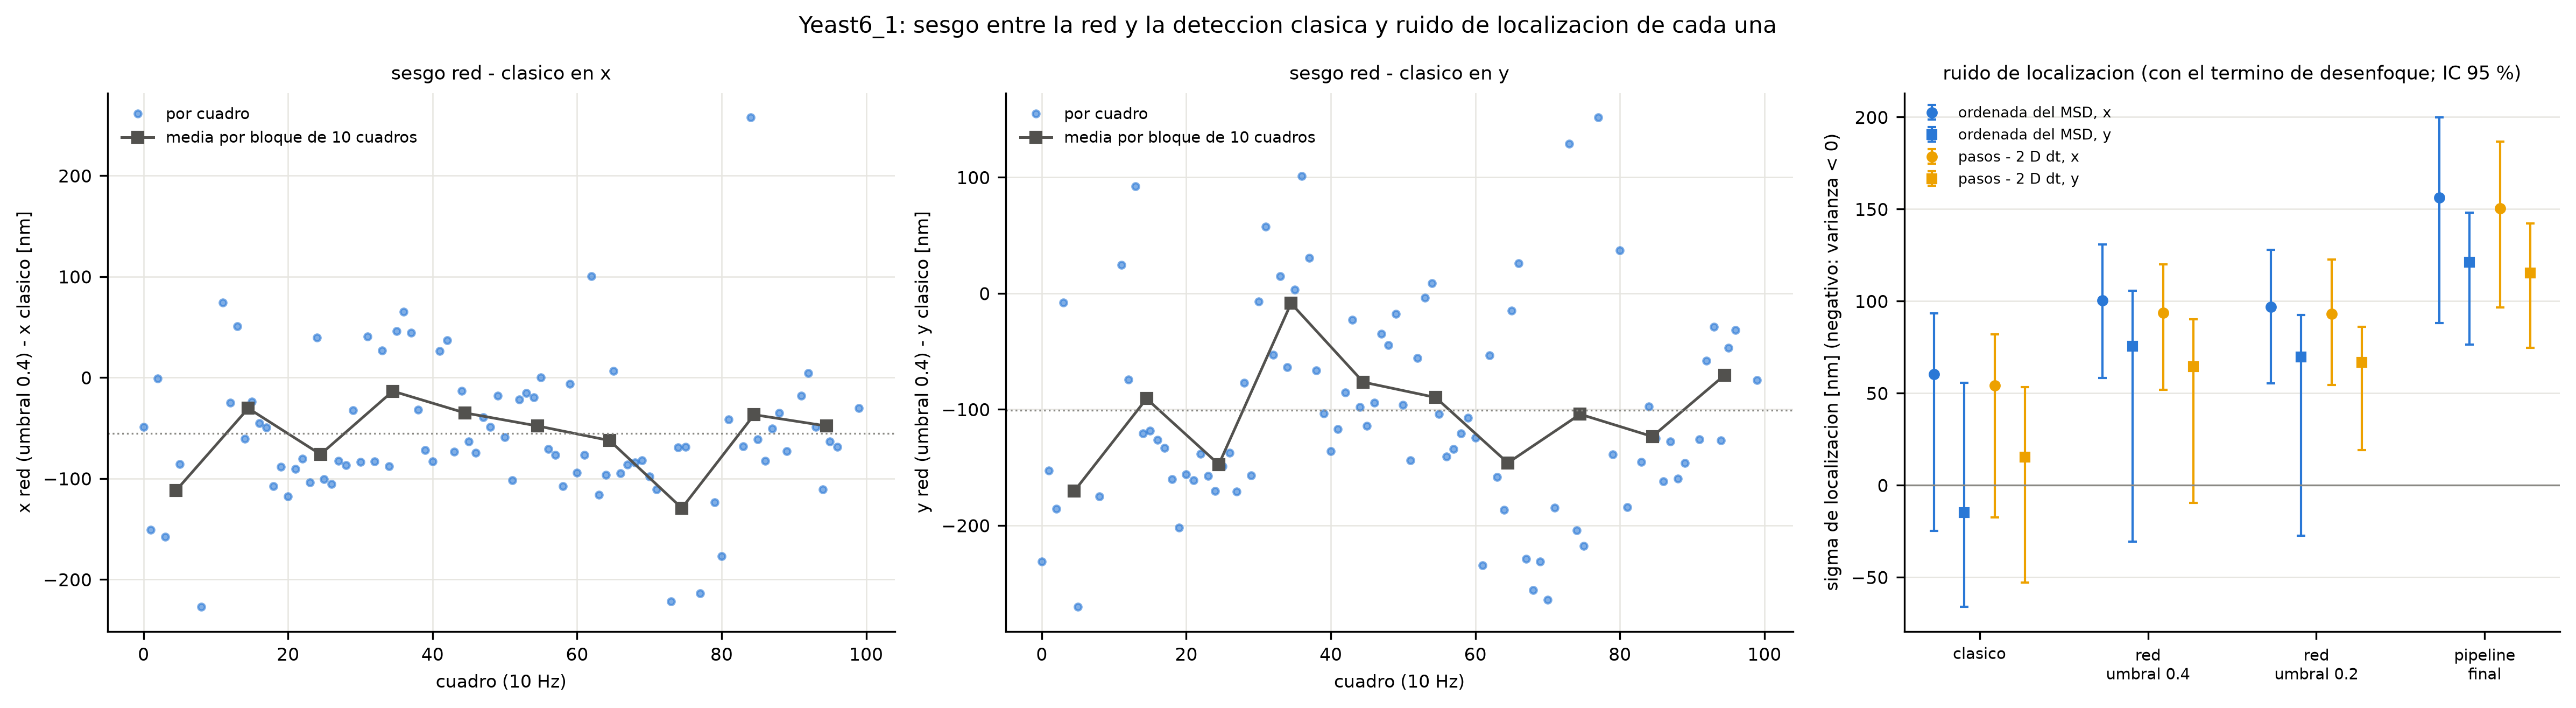 Yeast6_1: sesgo entre la red y la deteccion clasica y ruido de localizacion de cada una
sesgo red - clasico en x
por cuadro
media por bloque de 10 cuadros
x red (umbral 0.4) - x clasico [nm]
200
100
0
−100
−200
0
20
40
60
80
100
cuadro (10 Hz)
sesgo red - clasico en y
por cuadro
media por bloque de 10 cuadros
y red (umbral 0.4) - y clasico [nm]
100
0
−100
−200
0
20
40
60
80
100
cuadro (10 Hz)
ruido de localizacion (con el termino de desenfoque; IC 95 %)
ordenada del MSD, x
ordenada del MSD, y
pasos - 2 D dt, x
pasos - 2 D dt, y
sigma de localizacion [nm] (negativo: varianza < 0)
200
150
100
50
0
−50
clasico
red
umbral 0.4
red
umbral 0.2
pipeline
final